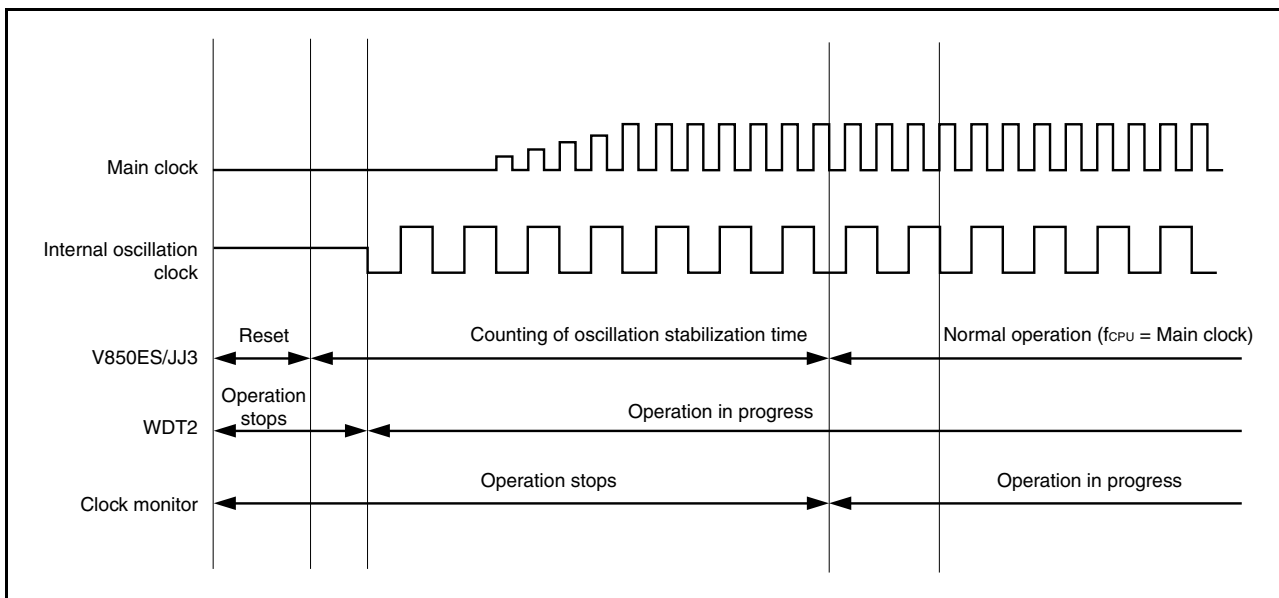 Main clock
Internal oscillation
clock
Reset
Counting of oscillation stabilization time
Normal operation (fCPU = Main clock)
V850ES/JJ3
Operation
stops
Operation in progress
WDT2
Operation stops
Operation in progress
Clock monitor